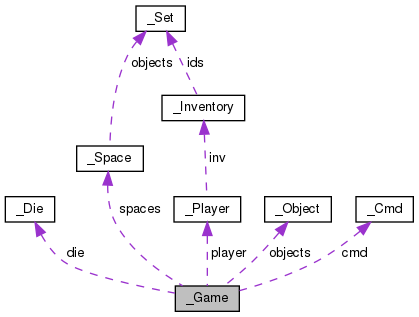 _Set
objects
ids
_Inventory
_Space
inv
_Die
spaces
_Player
_Object
_Cmd
die
player
objects
cmd
_Game